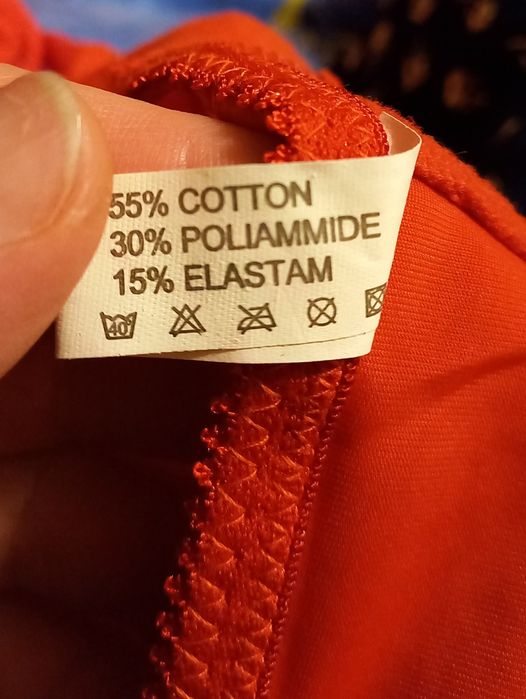 55% COTTON
30% POLIAMMIDE
15% ELASTAM
40°